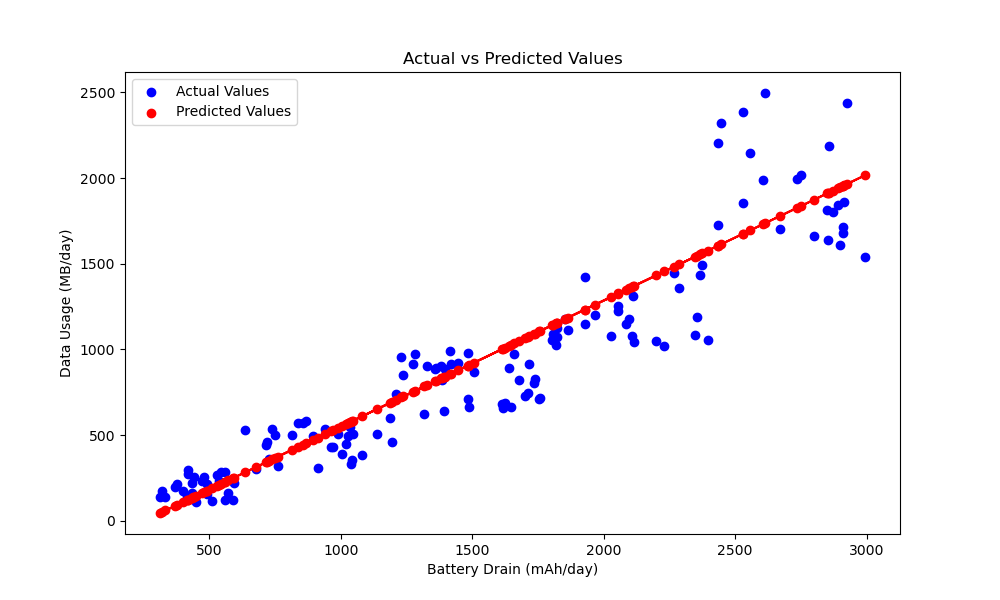 Actual vs Predicted Values
Actual Values
Predicted Values
Data Usage (MB/day)
2500
2000
1500
1000
500
0
500 1000 1500 2000 2500 3000
Battery Drain (mAh/day)